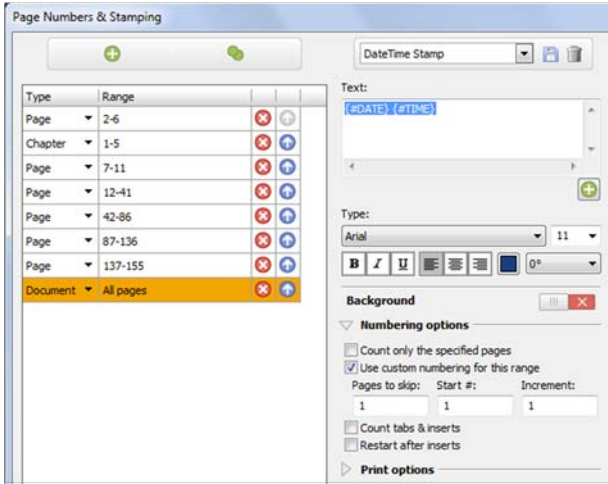 Page Numbers & Stamping
DateTime Stamp
Type Range
Page 2-6
Chapter 1-5
Page 7-11
Page 12-41
Page 42-86
Page 87-136
Page 137-155
Document All pages
Text:
{#DATE} {#TIME}
Type:
Arial 11
B I U 0°
Background
Numbering options
Count only the specified pages
Use custom numbering for this range
Pages to skip: Start #: Increment:
1 1 1
Count tabs & inserts
Restart after inserts
Print options